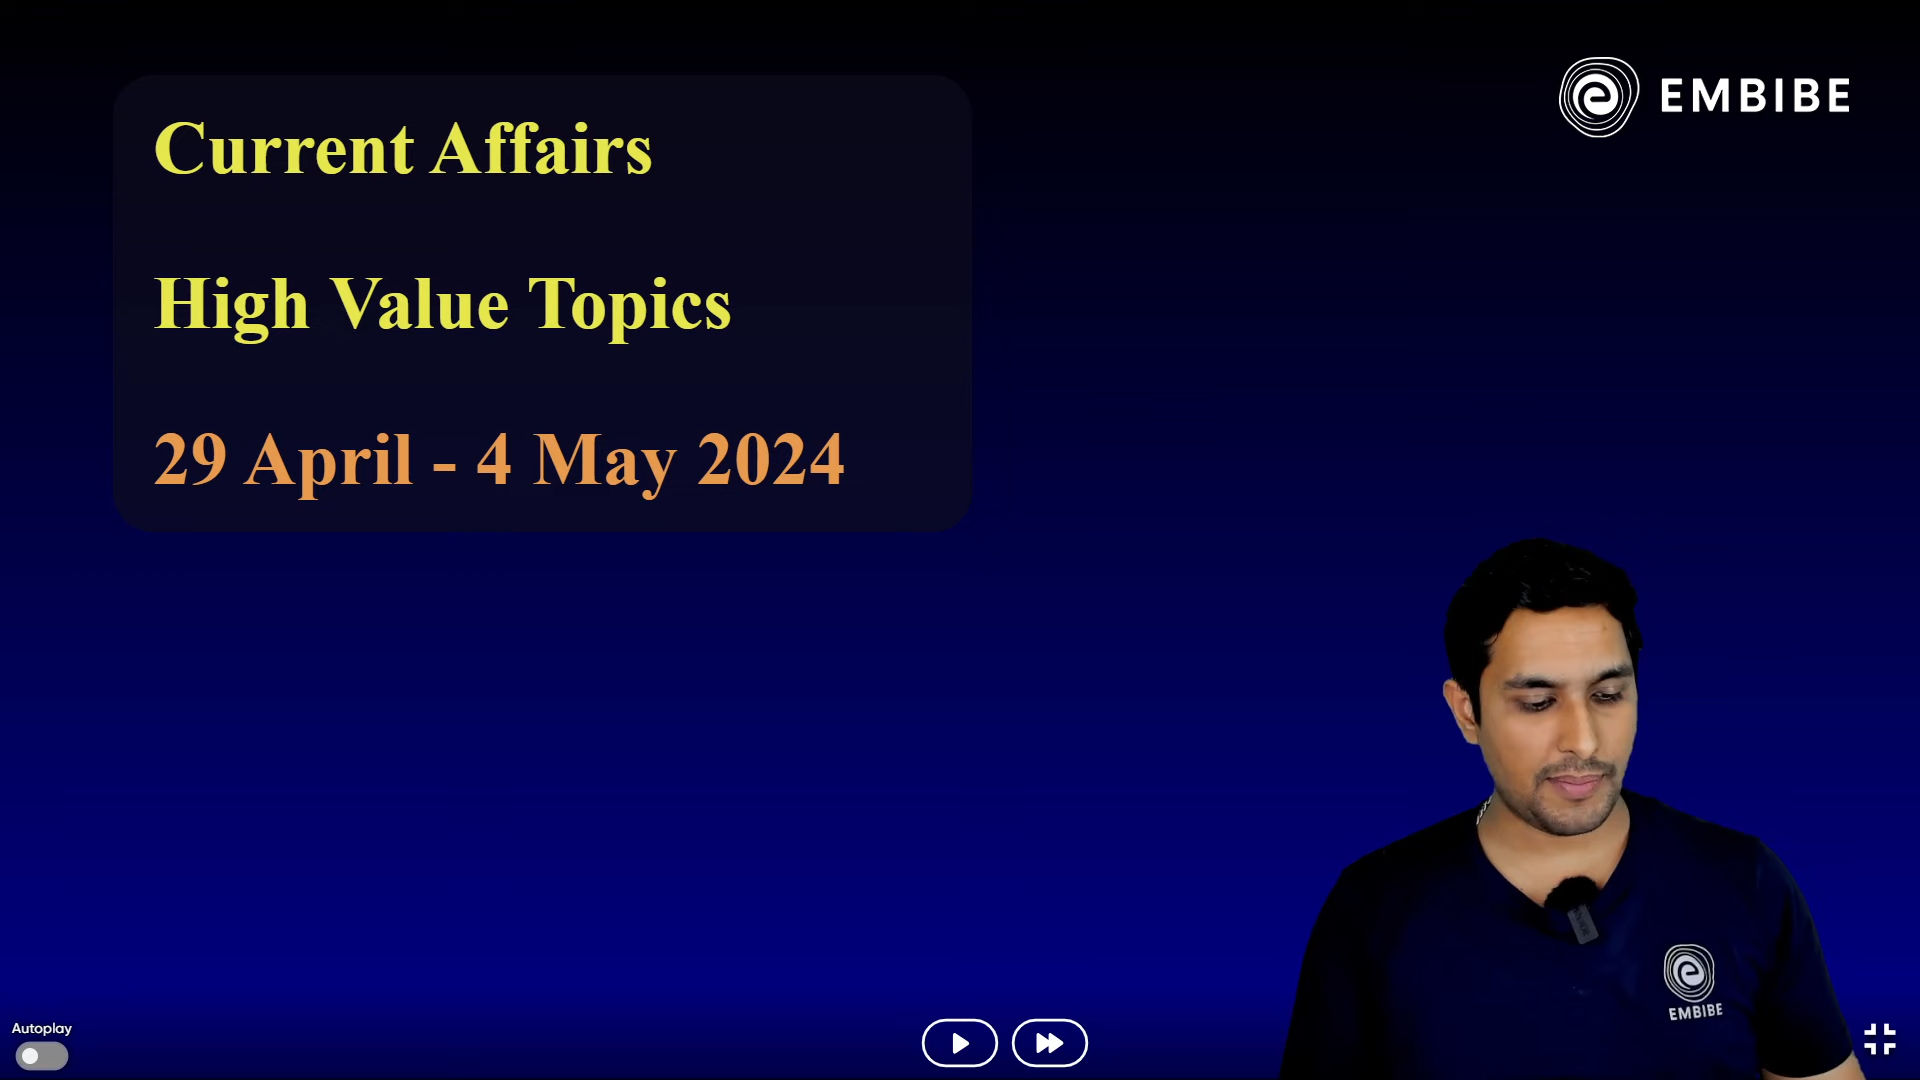 EMBIBE
Current Affairs
High Value Topics
29 April - 4 May 2024
EMBIBE
Autoplay